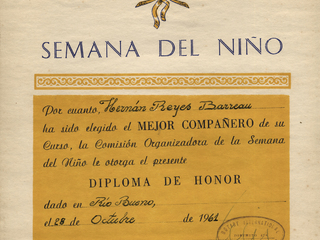 SEMANA DEL NIÑO
Por cuanto, Hernán Reyes Barreau
ha sido elegido el MEJOR COMPAÑERO de su
Curso, la Comisión Organizadora de la Semana
del Niño le otorga el presente
DIPLOMA DE HONOR
dado en Río Bueno,
el 28 de Octubre de 1961